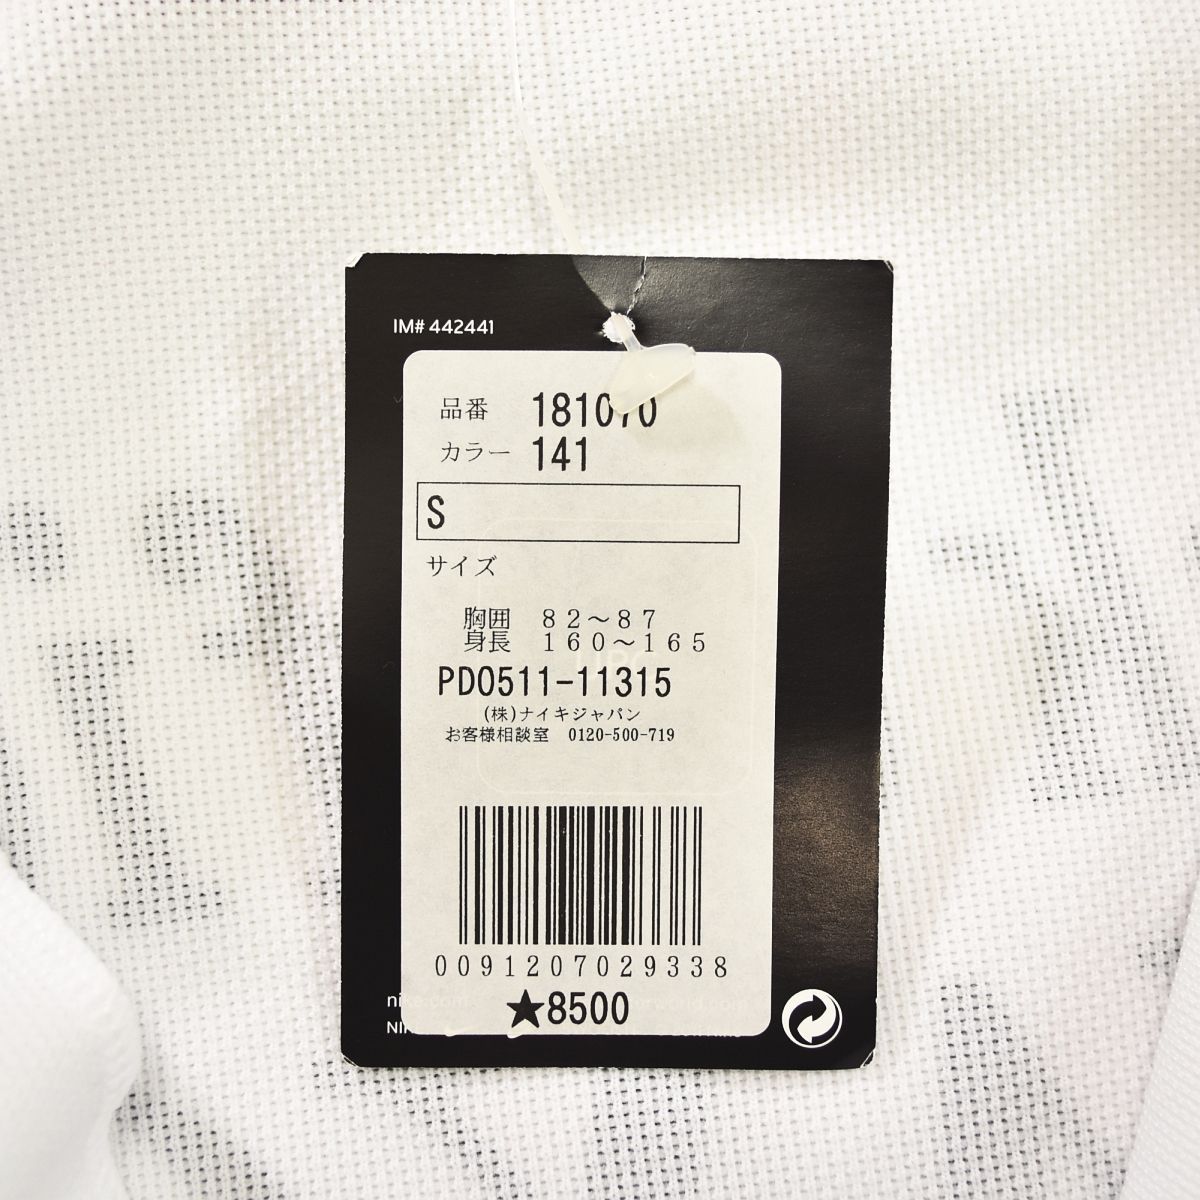 IM# 442441
品番 181070
カラー 141
S
サイズ
胸囲 82～87
身長 160～165
PD0511-11315
(株)ナイキジャパン
お客様相談室 0120-500-719
0091207029338
★8500